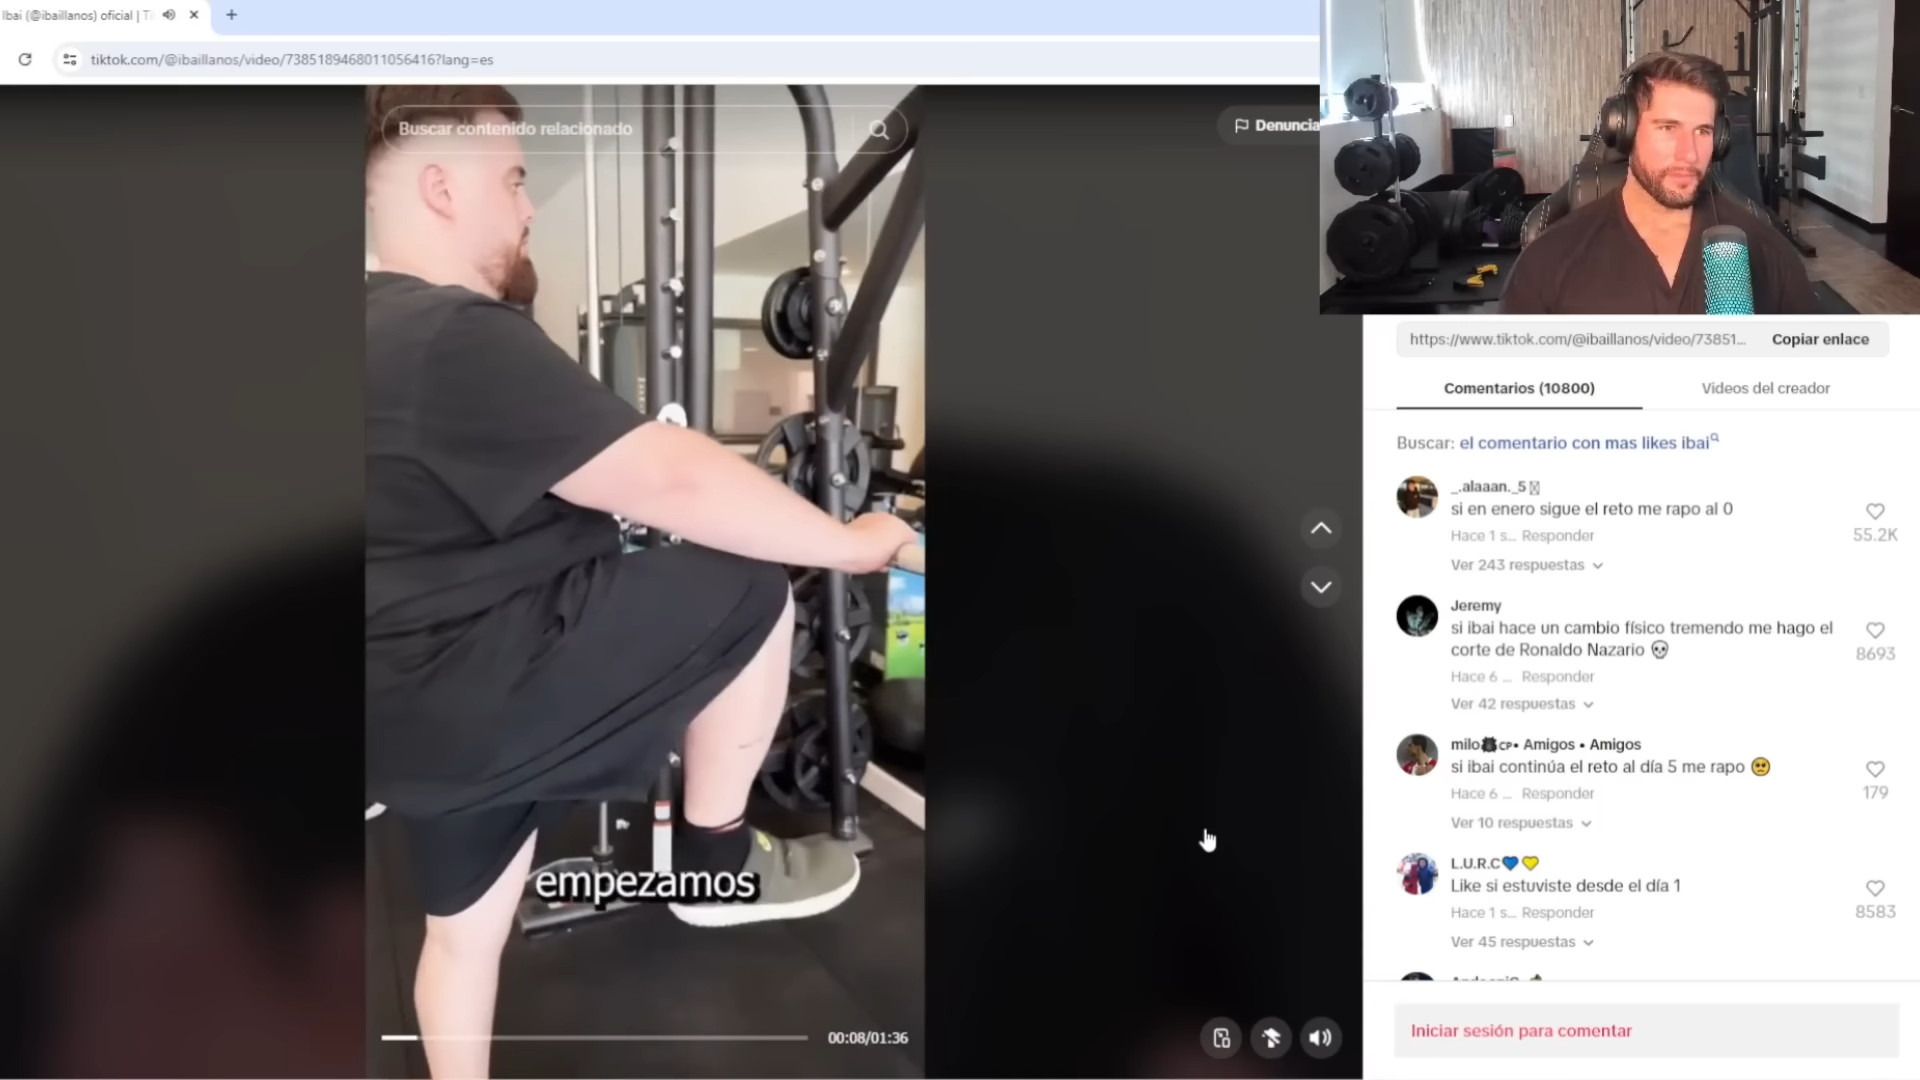 Ibai (@ibaillanos) oficial | Ti
tiktok.com/@ibaillanos/video/7385189468011056416?lang=es
Buscar contenido relacionado
Denuncia
empezamos
00:08/01:36
https://www.tiktok.com/@ibaillanos/video/73851...
Copiar enlace
Comentarios (10800)
Videos del creador
Buscar: el comentario con mas likes ibai
_.alaaan._5
si en enero sigue el reto me rapo al 0
55.2K
Hace 1 s... Responder
Ver 243 respuestas
Jeremy
si ibai hace un cambio físico tremendo me hago el
corte de Ronaldo Nazario 💀
8693
Hace 6 ... Responder
Ver 42 respuestas
milo🕷CP• Amigos • Amigos
si ibai continúa el reto al día 5 me rapo 🥺
179
Hace 6 ... Responder
Ver 10 respuestas
L.U.R.C💙💛
Like si estuviste desde el día 1
8583
Hace 1 s... Responder
Ver 45 respuestas
Iniciar sesión para comentar